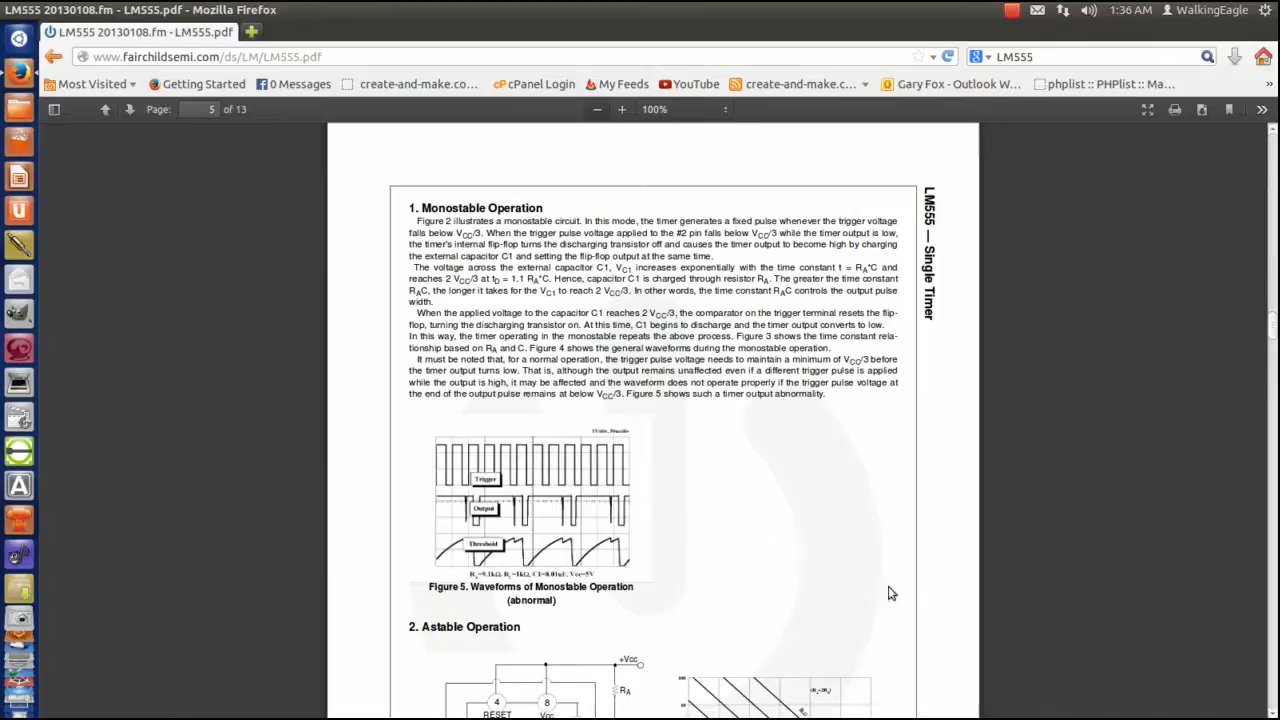 LM555 20130108.fm - LM555.pdf - Mozilla Firefox
1:36 AM
WalkingEagle
LM555 20130108.fm - LM555.pdf
www.fairchildsemi.com/ds/LM/LM555.pdf
LM555
Most Visited
Getting Started
0 Messages
create-and-make.co...
cPanel Login
My Feeds
YouTube
create-and-make.c...
Gary Fox - Outlook W...
phplist :: PHPlist :: Ma...
Page: 5 of 13
100%
1. Monostable Operation
Figure 2 illustrates a monostable circuit. In this mode, the timer generates a fixed pulse whenever the trigger voltage
falls below VCC/3. When the trigger pulse voltage applied to the #2 pin falls below VCC/3 while the timer output is low,
the timer's internal flip-flop turns the discharging transistor off and causes the timer output to become high by charging
the external capacitor C1 and setting the flip-flop output at the same time.
The voltage across the external capacitor C1, VC1 increases exponentially with the time constant t = RA*C and
reaches 2 VCC/3 at tD = 1.1 RA*C. Hence, capacitor C1 is charged through resistor RA. The greater the time constant
RAC, the longer it takes for the VC1 to reach 2 VCC/3. In other words, the time constant RAC controls the output pulse
width.
When the applied voltage to the capacitor C1 reaches 2 VCC/3, the comparator on the trigger terminal resets the flip-
flop, turning the discharging transistor on. At this time, C1 begins to discharge and the timer output converts to low.
In this way, the timer operating in the monostable repeats the above process. Figure 3 shows the time constant rela-
tionship based on RA and C. Figure 4 shows the general waveforms during the monostable operation.
It must be noted that, for a normal operation, the trigger pulse voltage needs to maintain a minimum of VCC/3 before
the timer output turns low. That is, although the output remains unaffected even if a different trigger pulse is applied
while the output is high, it may be affected and the waveform does not operate properly if the trigger pulse voltage at
the end of the output pulse remains at below VCC/3. Figure 5 shows such a timer output abnormality.
LM555 — Single Timer
Trigger
Output
Threshold
Figure 5. Waveforms of Monostable Operation
(abnormal)
2. Astable Operation
+Vcc
RA
4
8
RESET
Vcc